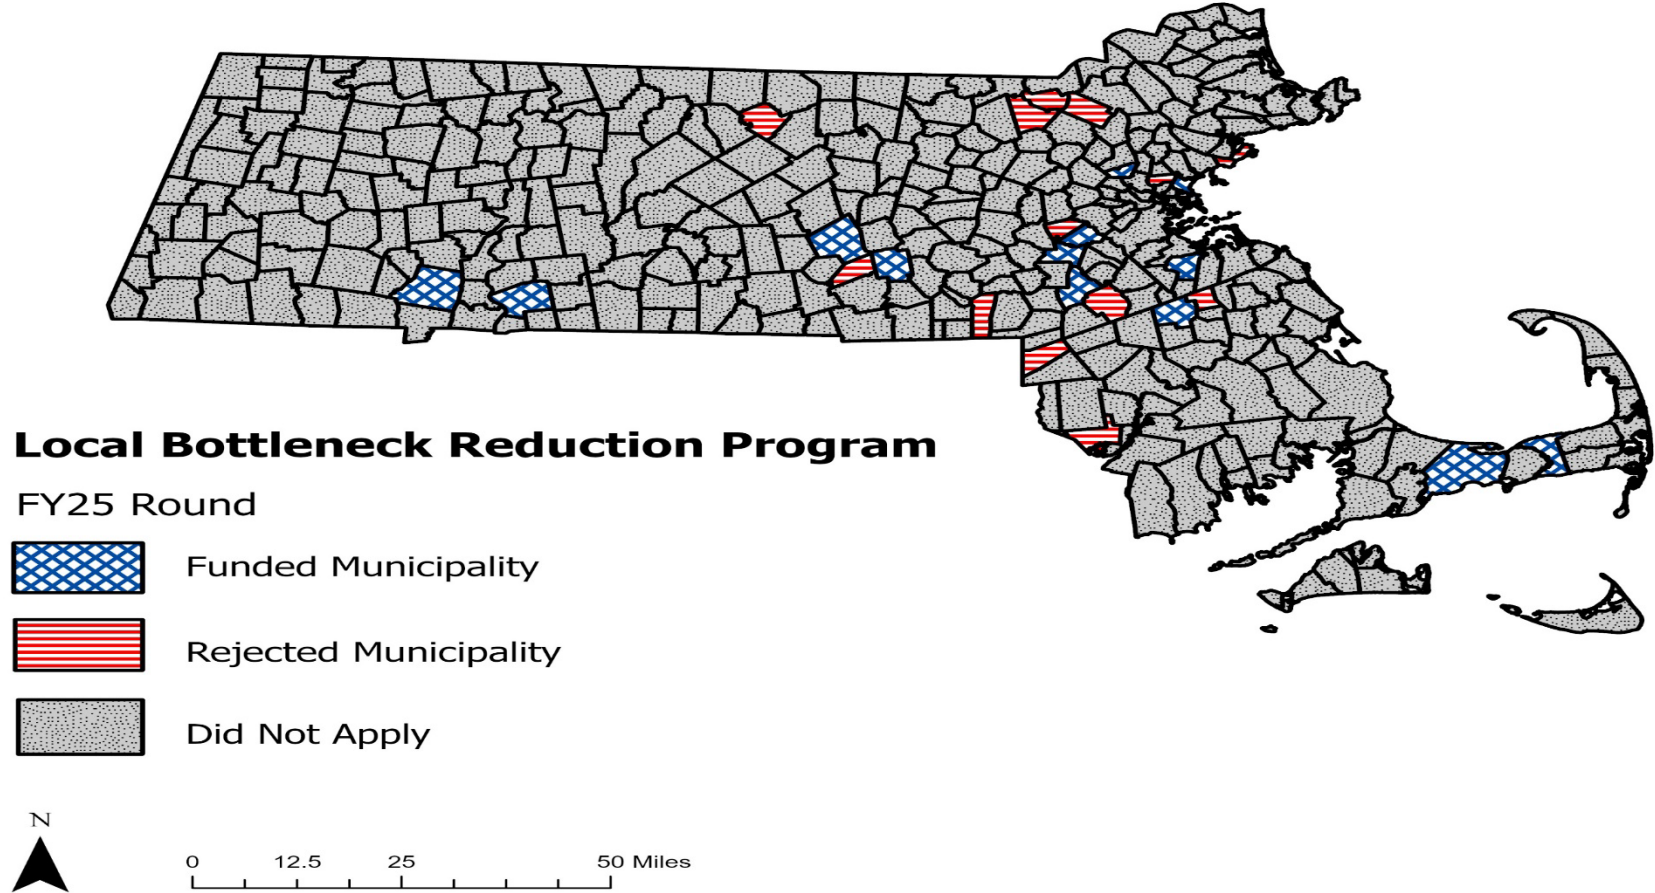 Local Bottleneck Reduction Program
FY25 Round
Funded Municipality
Rejected Municipality
Did Not Apply
N
0 12.5 25 50 Miles